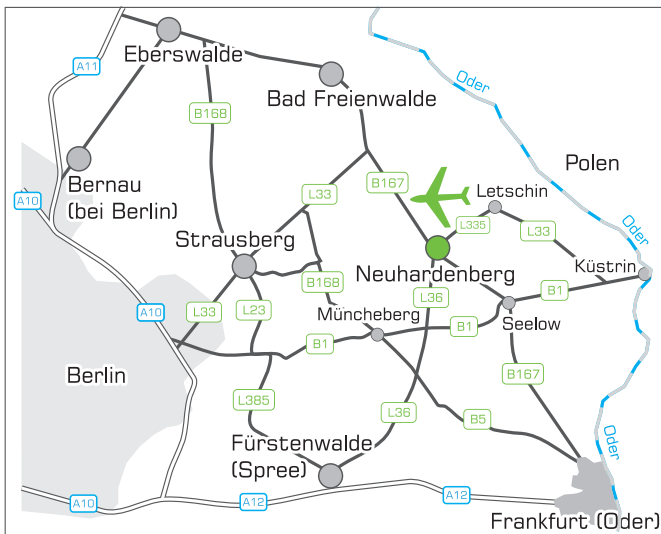 Eberswalde
A11
Oder
Bad Freienwalde
B168
Polen
Bernau
(bei Berlin)
B167
L33
Letschin
A10
L335
L33
Strausberg
Neuhardenberg
Küstrin
B168
L36
B1
A10
L33
L23
Müncheberg
B1
Seelow
B1
Berlin
B167
L385
L36
B5
Oder
Fürstenwalde
(Spree)
A10
A12
A12
Frankfurt (Oder)
Oder